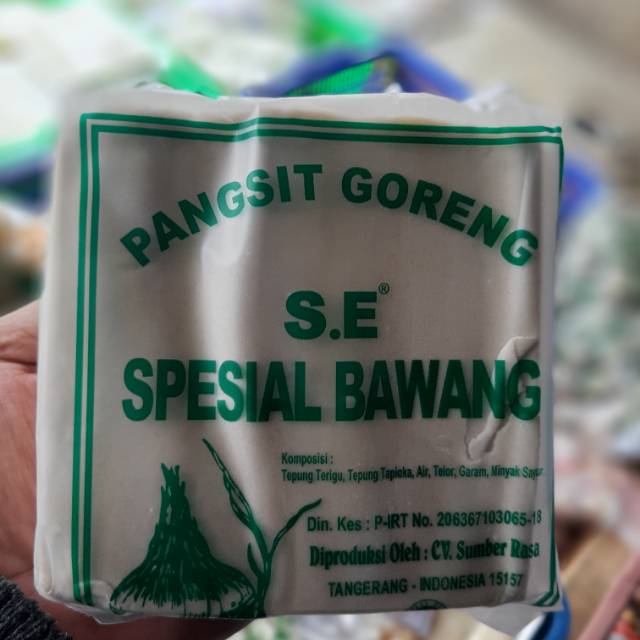 PANGSIT GORENG
S.E®
SPESIAL BAWANG
Komposisi :
Tepung Terigu, Tepung Tapioka, Air, Telor, Garam, Minyak Sayur
Din. Kes : P-IRT No. 206367103065-18
Diproduksi Oleh : CV. Sumber Rasa
TANGERANG - INDONESIA 15157